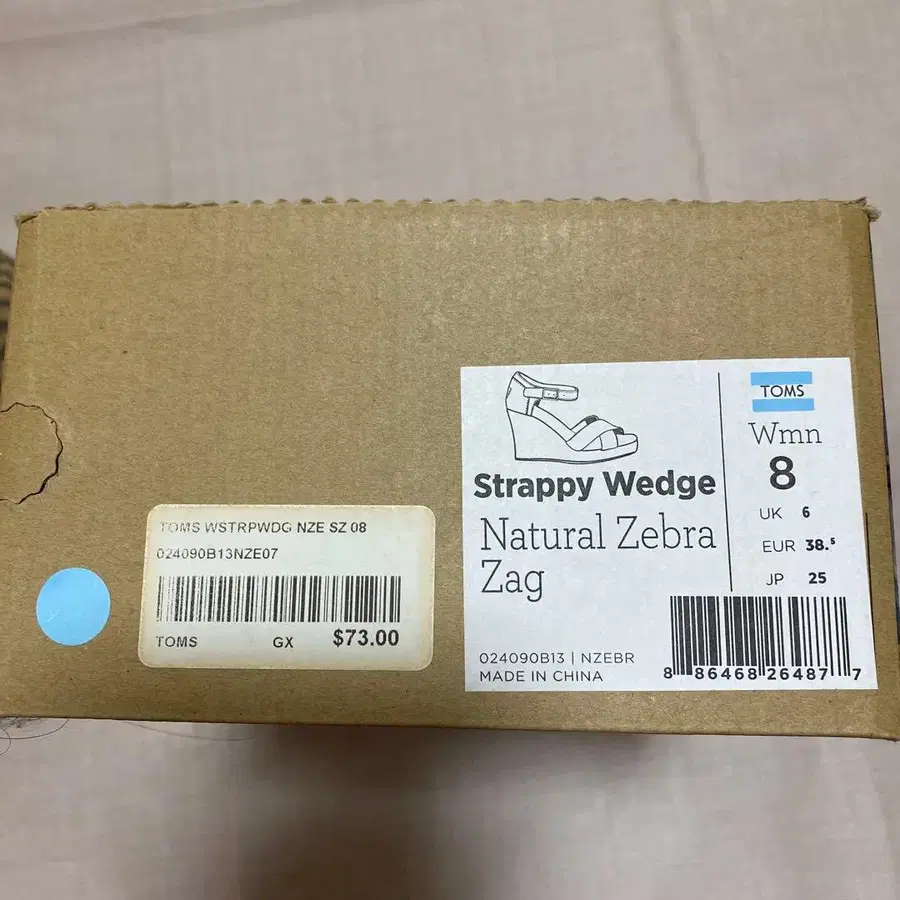 TOMS WSTRPWDG NZE SZ 08
024090B13NZE07
TOMS GX $73.00
Strappy Wedge
Natural Zebra
Zag
024090B13 | NZEBR
MADE IN CHINA
TOMS
Wmn
8
UK 6
EUR 38.5
JP 25
8 86468 26487 7